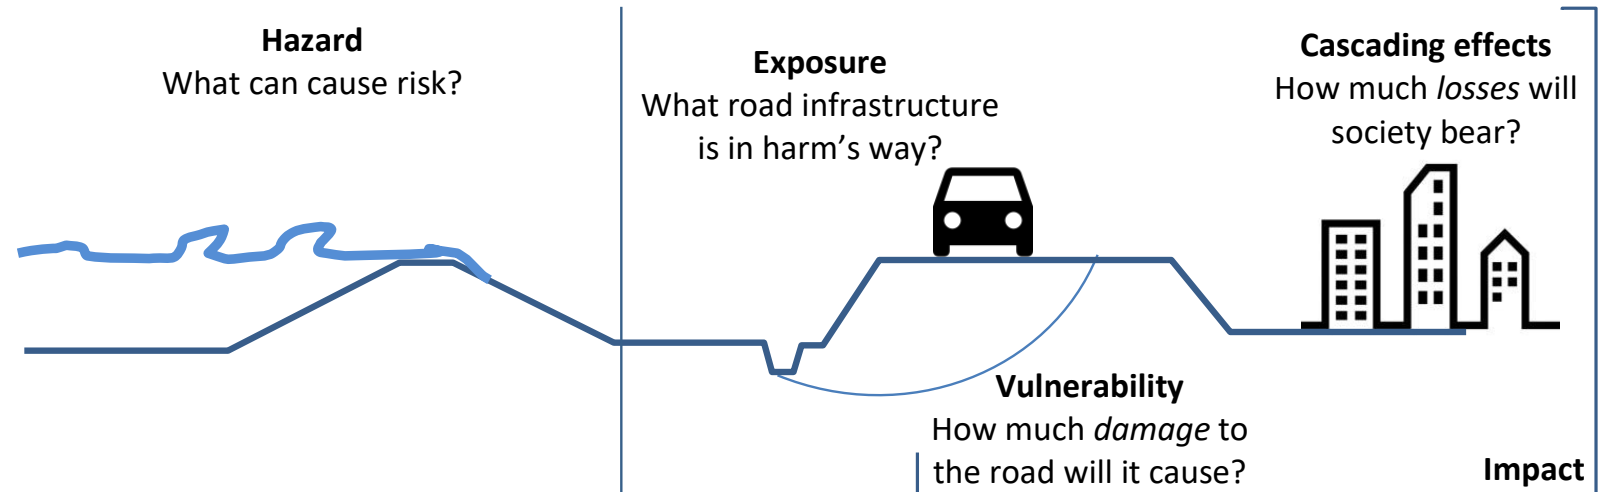 Hazard
What can cause risk?
Exposure
What road infrastructure
is in harm’s way?
Cascading effects
How much losses will
society bear?
Vulnerability
How much damage to
the road will it cause?
Impact